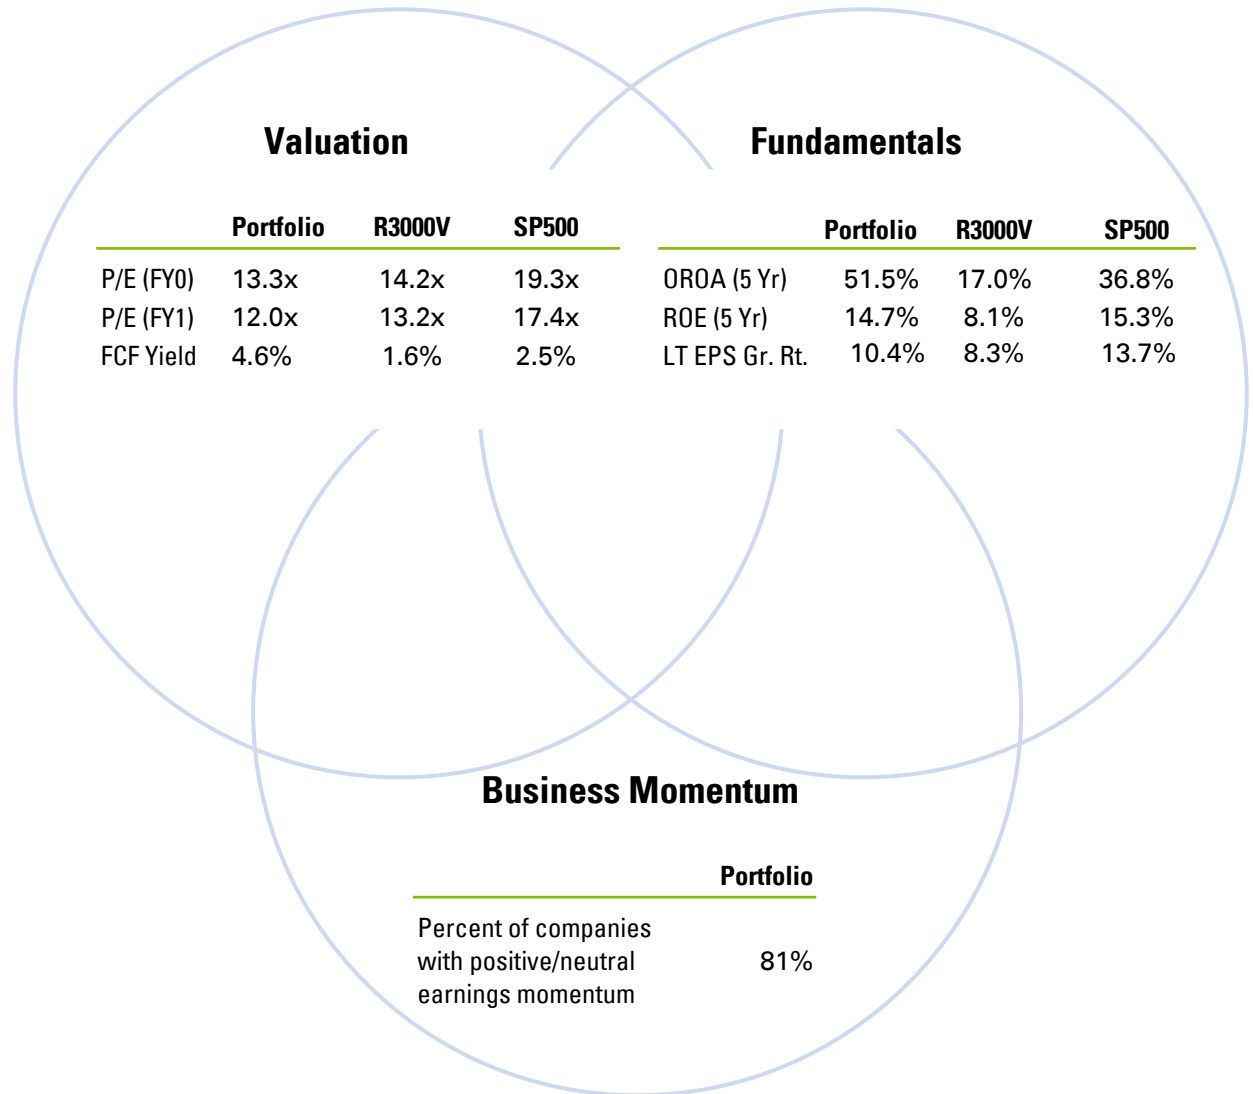 Valuation
Portfolio R3000V SP500
P/E (FY0) 13.3x 14.2x 19.3x
P/E (FY1) 12.0x 13.2x 17.4x
FCF Yield 4.6% 1.6% 2.5%
Fundamentals
Portfolio R3000V SP500
OROA (5 Yr) 51.5% 17.0% 36.8%
ROE (5 Yr) 14.7% 8.1% 15.3%
LT EPS Gr. Rt. 10.4% 8.3% 13.7%
Business Momentum
Portfolio
Percent of companies
with positive/neutral 81%
earnings momentum